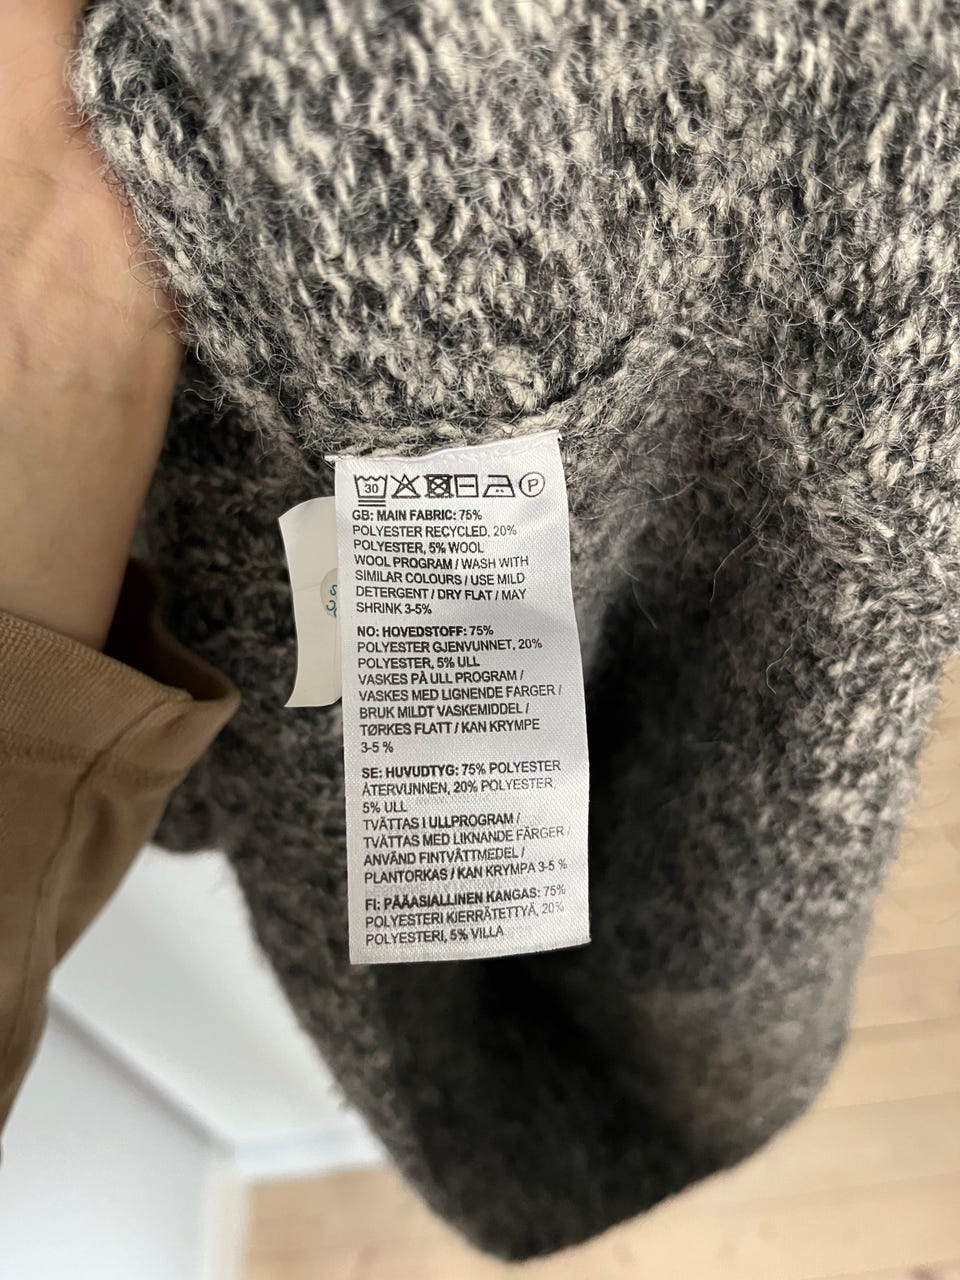 30 P
GB: MAIN FABRIC: 75%
POLYESTER RECYCLED, 20%
POLYESTER, 5% WOOL
WOOL PROGRAM / WASH WITH
SIMILAR COLOURS / USE MILD
DETERGENT / DRY FLAT / MAY
SHRINK 3-5%
NO: HOVEDSTOFF: 75%
POLYESTER GJENVUNNET, 20%
POLYESTER, 5% ULL
VASKES PÅ ULL PROGRAM /
VASKES MED LIGNENDE FARGER /
BRUK MILDT VASKEMIDDEL /
TØRKES FLATT / KAN KRYMPE
3-5 %
SE: HUVUDTYG: 75% POLYESTER
ÅTERVUNNEN, 20% POLYESTER,
5% ULL
TVÄTTAS I ULLPROGRAM /
TVÄTTAS MED LIKNANDE FÄRGER /
ANVÄND FINTVÄTTMEDEL /
PLANTORKAS / KAN KRYMPA 3-5 %
FI: PÄÄASIALLINEN KANGAS: 75%
POLYESTERI KIERRÄTETTYÄ, 20%
POLYESTERI, 5% VILLA